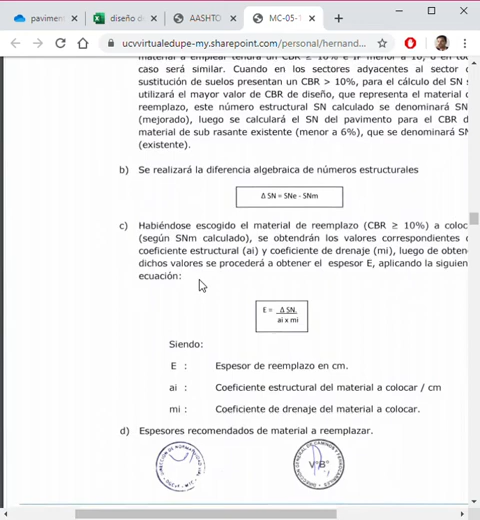 pavimen
diseño d
AASHTO
MC-05-1
ucvvirtualedupe-my.sharepoint.com/personal/hernand...
material a emplear tendrá un CBR ≥ 10% e IP menor a 10, o en
caso será similar. Cuando en los sectores adyacentes al sector
sustitución de suelos presentan un CBR > 10%, para el cálculo del SN
utilizará el mayor valor de CBR de diseño, que representa el material
reemplazo, este número estructural SN calculado se denominará SN
(mejorado), luego se calculará el SN del pavimento para el CBR d
material de sub rasante existente (menor a 6%), que se denominará SN
(existente).
b) Se realizará la diferencia algebraica de números estructurales
Δ SN = SNe - SNm
c) Habiéndose escogido el material de reemplazo (CBR ≥ 10%) a coloc
(según SNm calculado), se obtendrán los valores correspondientes
coeficiente estructural (ai) y coeficiente de drenaje (mi), luego de obten
dichos valores se procederá a obtener el espesor E, aplicando la siguien
ecuación:
E = Δ SN
ai x mi
Siendo:
E : Espesor de reemplazo en cm.
ai : Coeficiente estructural del material a colocar / cm
mi : Coeficiente de drenaje del material a colocar.
d) Espesores recomendados de material a reemplazar.
V°B°